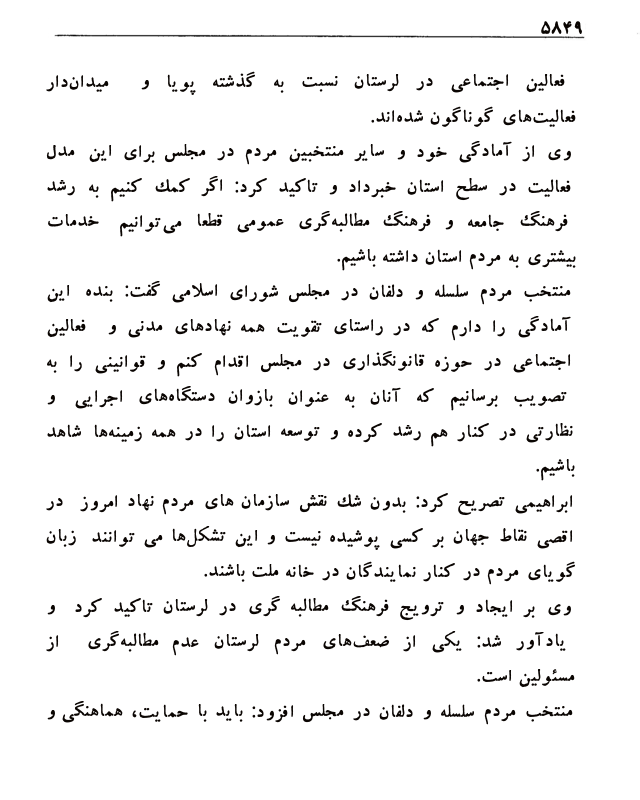 ۵۸۴۹
فعالین اجتماعی در لرستان نسبت به گذشته پویا و میدان‌دار
فعالیت‌های گوناگون شده‌اند.
وی از آمادگی خود و سایر منتخبین مردم در مجلس برای این مدل
فعالیت در سطح استان خبرداد و تاکید کرد: اگر کمک کنیم به رشد
فرهنگ جامعه و فرهنگ مطالبه‌گری عمومی قطعا می‌توانیم خدمات
بیشتری به مردم استان داشته باشیم.
منتخب مردم سلسله و دلفان در مجلس شورای اسلامی گفت: بنده این
آمادگی را دارم که در راستای تقویت همه نهادهای مدنی و فعالین
اجتماعی در حوزه قانونگذاری در مجلس اقدام کنم و قوانینی را به
تصویب برسانیم که آنان به عنوان بازوان دستگاه‌های اجرایی و
نظارتی در کنار هم رشد کرده و توسعه استان را در همه زمینه‌ها شاهد
باشیم.
ابراهیمی تصریح کرد: بدون شک نقش سازمان های مردم نهاد امروز در
اقصی نقاط جهان بر کسی پوشیده نیست و این تشکل‌ها می توانند زبان
گویای مردم در کنار نمایندگان در خانه ملت باشند.
وی بر ایجاد و ترویج فرهنگ مطالبه گری در لرستان تاکید کرد و
یادآور شد: یکی از ضعف‌های مردم لرستان عدم مطالبه‌گری از
مسئولین است.
منتخب مردم سلسله و دلفان در مجلس افزود: باید با حمایت، هماهنگی و